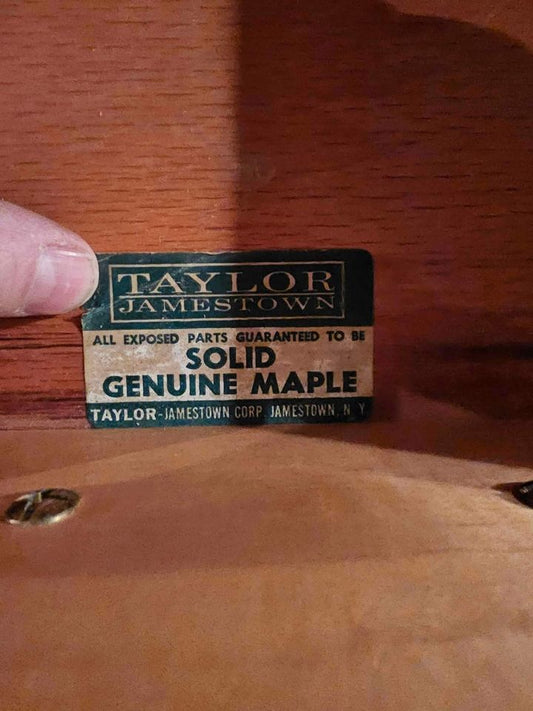 TAYLOR
JAMESTOWN
ALL EXPOSED PARTS GUARANTEED TO BE
SOLID
GENUINE MAPLE
TAYLOR-JAMESTOWN CORP. JAMESTOWN, N.Y.